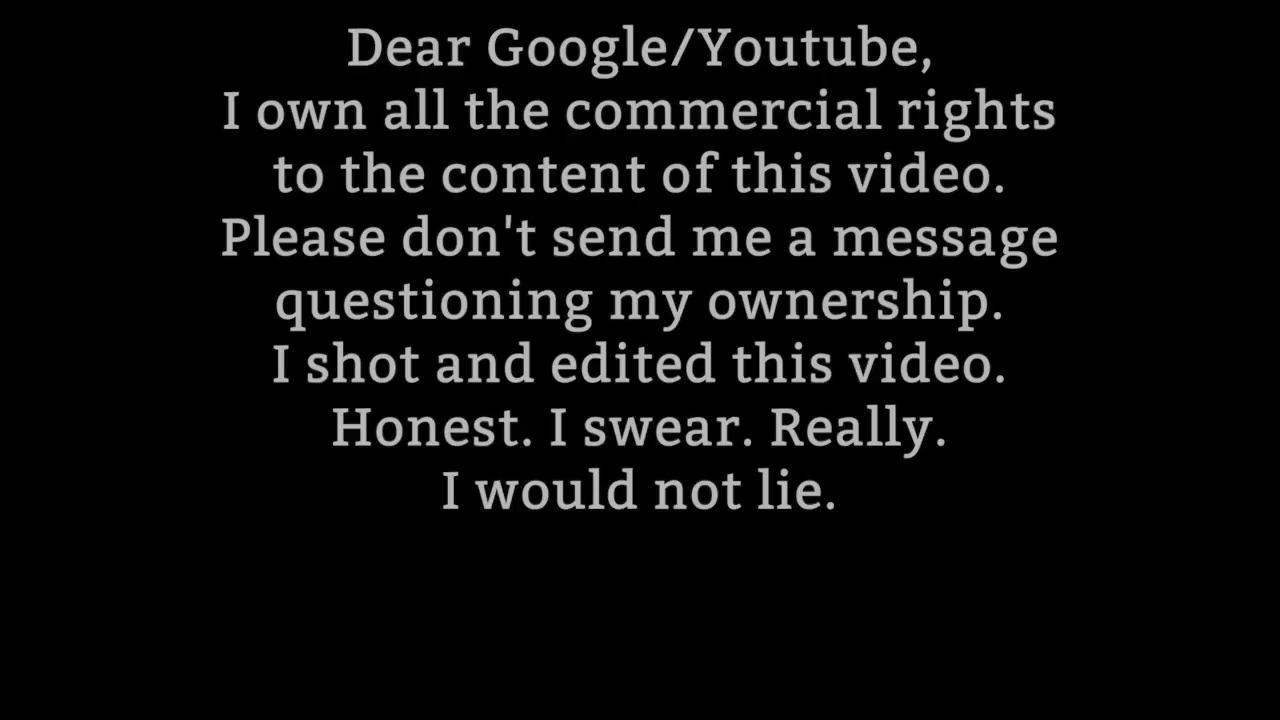 Dear Google/Youtube,
I own all the commercial rights
to the content of this video.
Please don't send me a message
questioning my ownership.
I shot and edited this video.
Honest. I swear. Really.
I would not lie.